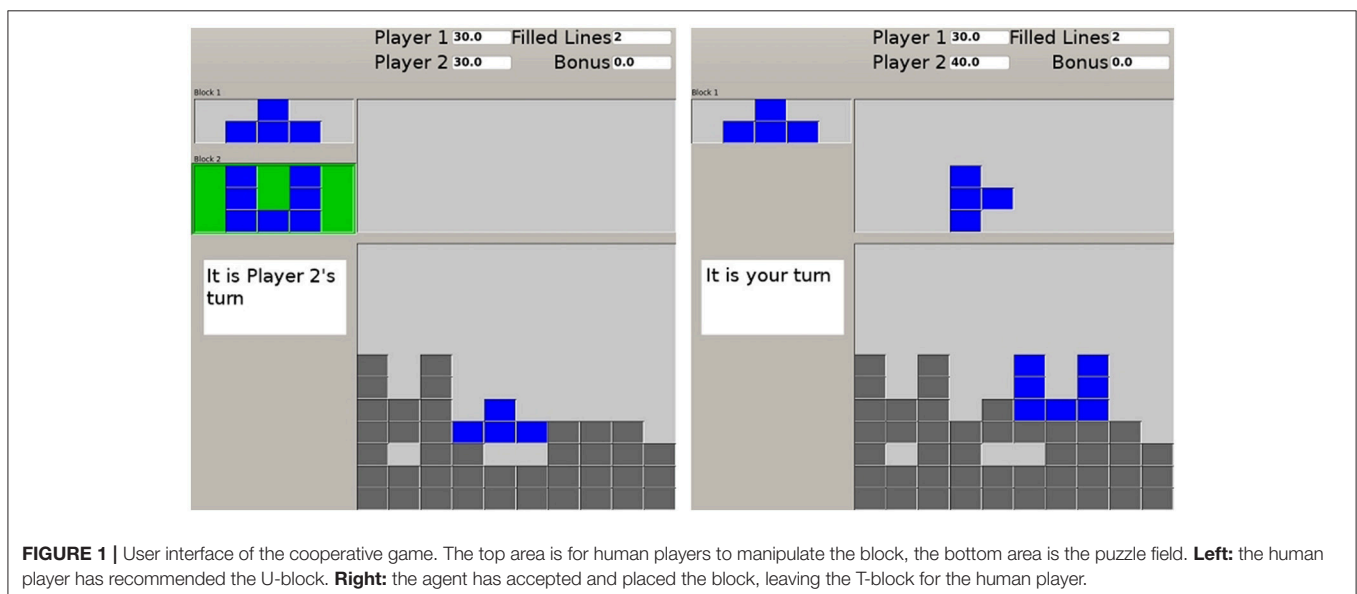 Player 1 30.0 Filled Lines 2
Player 2 30.0 Bonus 0.0
Block 1
Block 2
It is Player 2's
turn
Player 1 30.0 Filled Lines 2
Player 2 40.0 Bonus 0.0
Block 1
It is your turn
FIGURE 1 | User interface of the cooperative game. The top area is for human players to manipulate the block, the bottom area is the puzzle field. Left: the human
player has recommended the U-block. Right: the agent has accepted and placed the block, leaving the T-block for the human player.